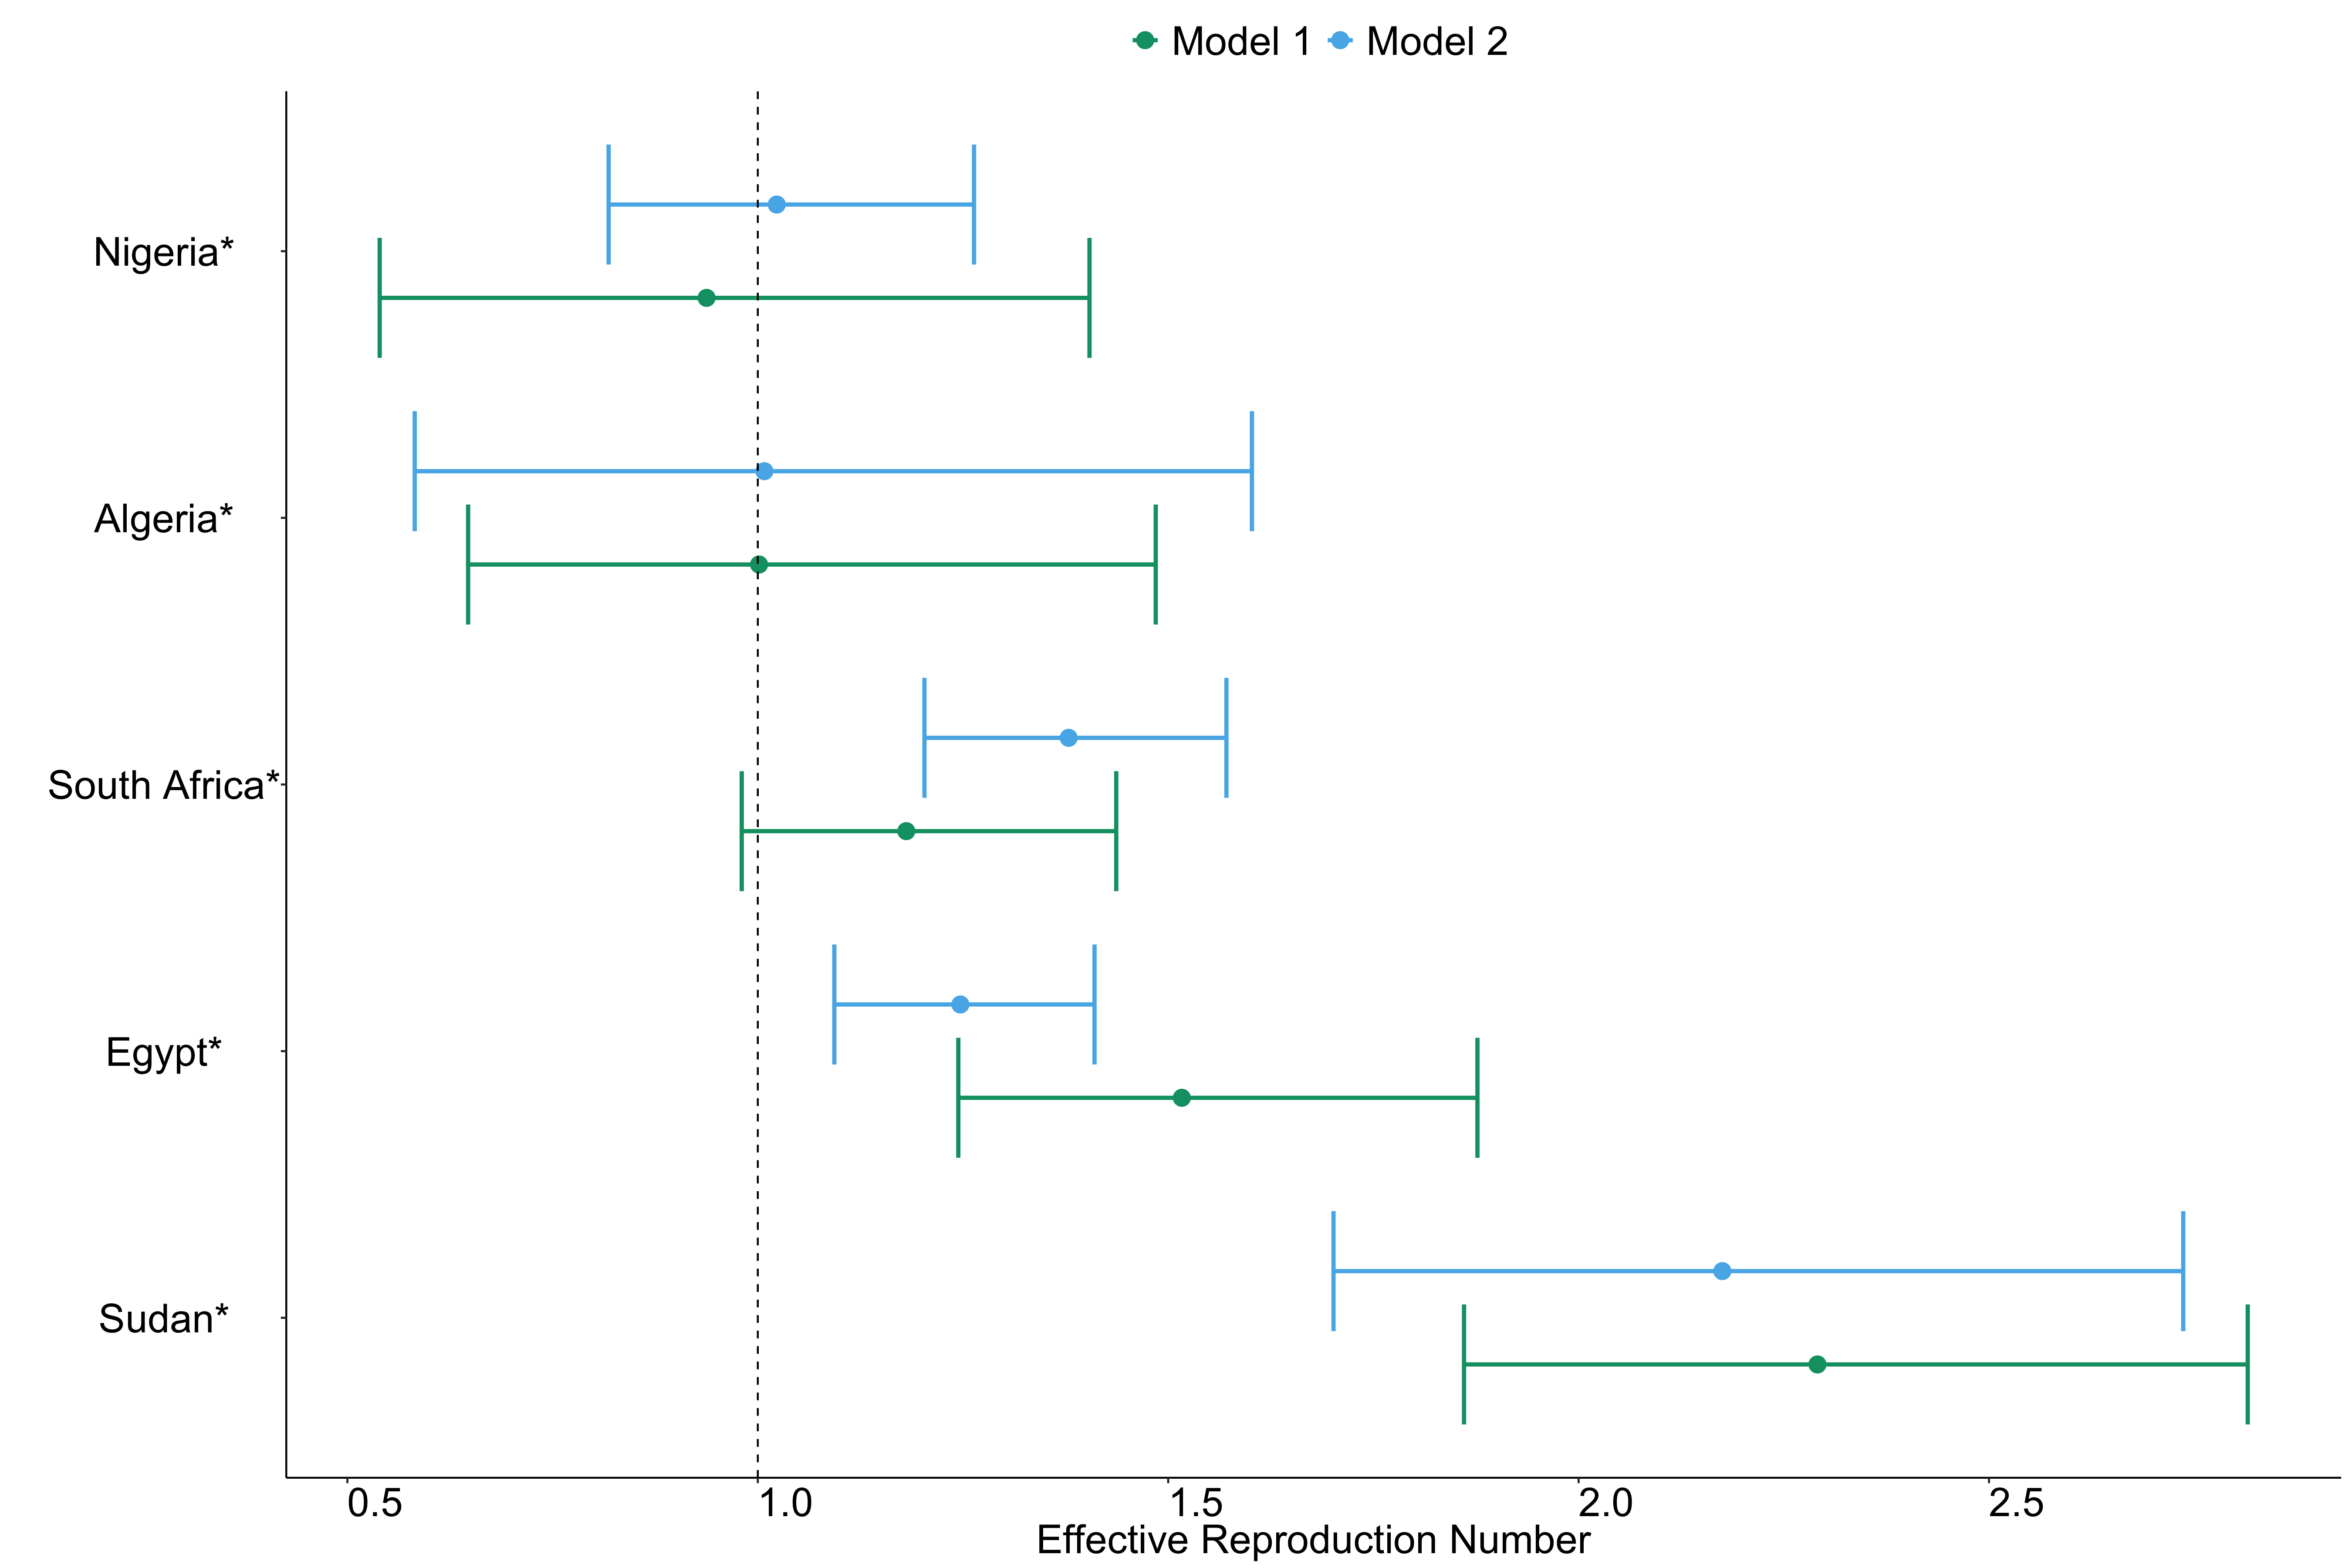 Model 1 Model 2
Nigeria*
Algeria*
South Africa*
Egypt*
Sudan*
0.5 1.0 1.5 2.0 2.5
Effective Reproduction Number